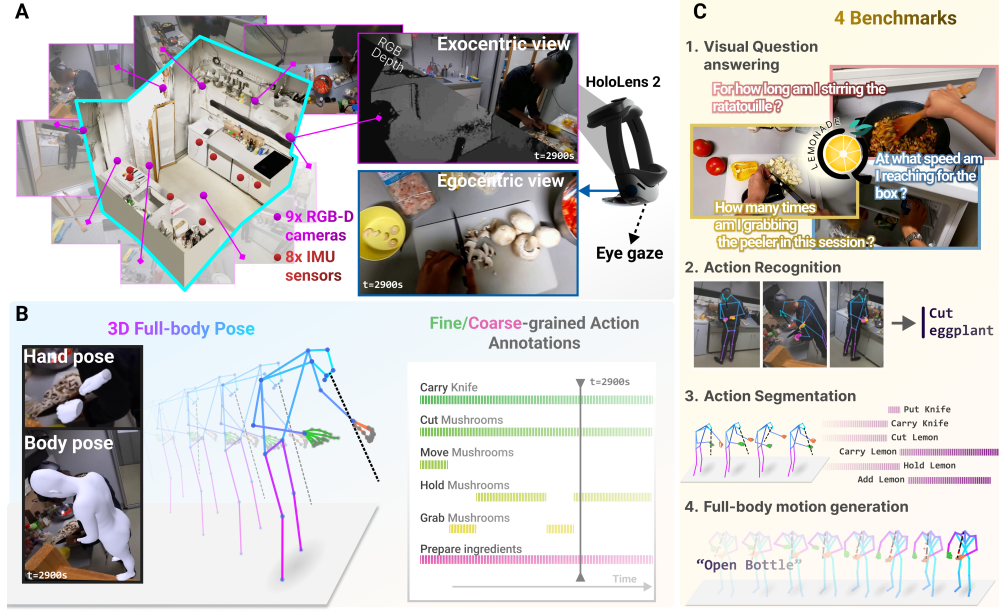 A
RGB
Depth
Exocentric view
t=2900s
HoloLens 2
Egocentric view
t=2900s
Eye gaze
9x RGB-D
cameras
8x IMU
sensors
B
3D Full-body Pose
Hand pose
Body pose
t=2900s
Fine/Coarse-grained Action
Annotations
t=2900s
Carry Knife
Cut Mushrooms
Move Mushrooms
Hold Mushrooms
Grab Mushrooms
Prepare ingredients
Time
C
4 Benchmarks
1. Visual Question
answering
For how long am I stirring the
ratatouille ?
LEMONADE
At what speed am
I reaching for the
box ?
How many times
am I grabbing
the peeler in this session ?
2. Action Recognition
Cut
eggplant
3. Action Segmentation
Put Knife
Carry Knife
Cut Lemon
Carry Lemon
Hold Lemon
Add Lemon
4. Full-body motion generation
“Open Bottle”